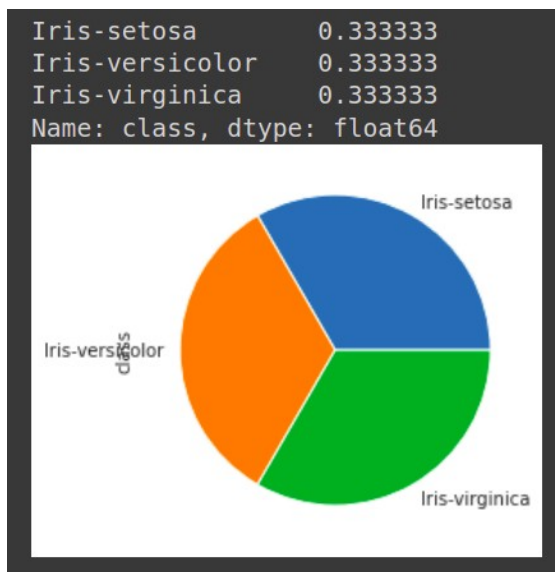 Iris-setosa        0.333333
Iris-versicolor    0.333333
Iris-virginica     0.333333
Name: class, dtype: float64
Iris-setosa
Iris-versicolor
class
Iris-virginica